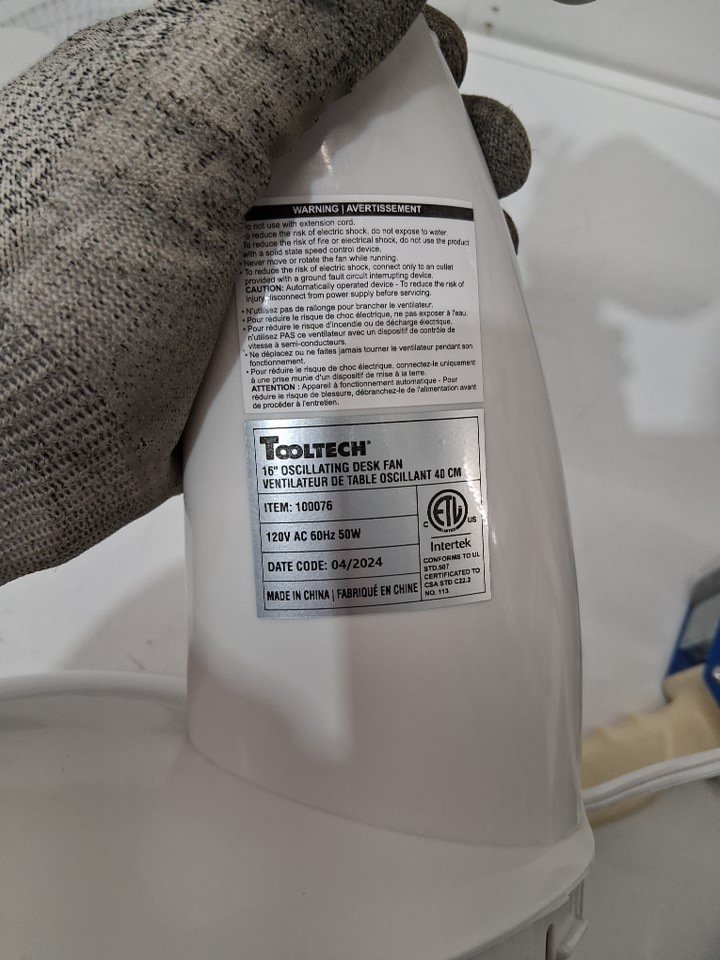 WARNING | AVERTISSEMENT
Do not use with extension cord.
To reduce the risk of electric shock, do not expose to water.
To reduce the risk of fire or electrical shock, do not use the product
with a solid state speed control device.
• Never move or rotate the fan while running.
• To reduce the risk of electric shock, connect only to an outlet
provided with a ground fault circuit interrupting device.
CAUTION: Automatically operated device - To reduce the risk of
injury disconnect from power supply before servicing.
• N'utilisez pas de rallonge pour brancher le ventilateur.
• Pour réduire le risque de choc électrique, ne pas exposer à l'eau.
• Pour réduire le risque d'incendie ou de décharge électrique,
n'utilisez PAS ce ventilateur avec un dispositif de contrôle de
vitesse à semi-conducteurs.
• Ne déplacez ou ne faites jamais tourner le ventilateur pendant son
fonctionnement.
• Pour réduire le risque de choc électrique, connectez-le uniquement
à une prise munie d'un dispositif de mise à la terre.
ATTENTION : Appareil à fonctionnement automatique - Pour
réduire le risque de blessure, débranchez-le de l'alimentation avant
de procéder à l'entretien.
TOOLTECH®
16" OSCILLATING DESK FAN
VENTILATEUR DE TABLE OSCILLANT 40 CM
ITEM: 100076
120V AC 60Hz 50W
DATE CODE: 04/2024
MADE IN CHINA | FABRIQUÉ EN CHINE
C ETL US
Intertek
CONFORMS TO UL
STD.507
CERTIFIED TO
CSA STD C22.2
NO. 113